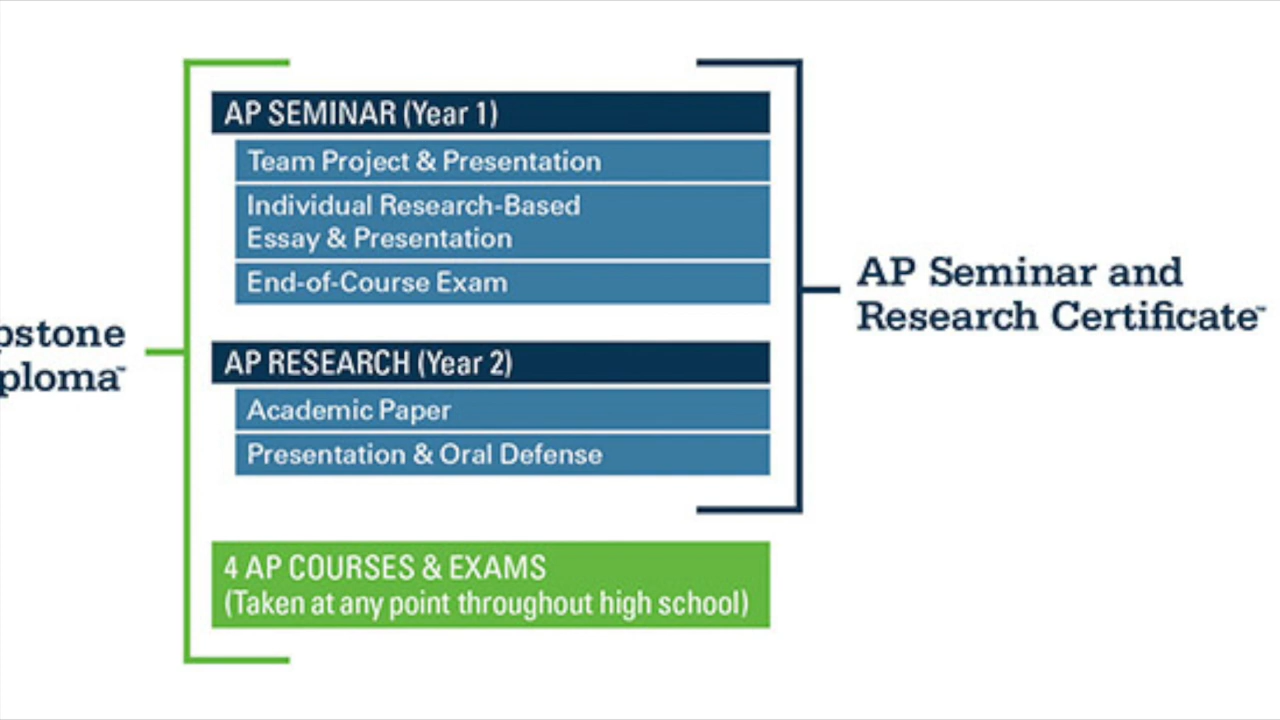 AP SEMINAR (Year 1)
Team Project & Presentation
Individual Research-Based
Essay & Presentation
End-of-Course Exam
pstone
ploma™
AP Seminar and
Research Certificate™
AP RESEARCH (Year 2)
Academic Paper
Presentation & Oral Defense
4 AP COURSES & EXAMS
(Taken at any point throughout high school)